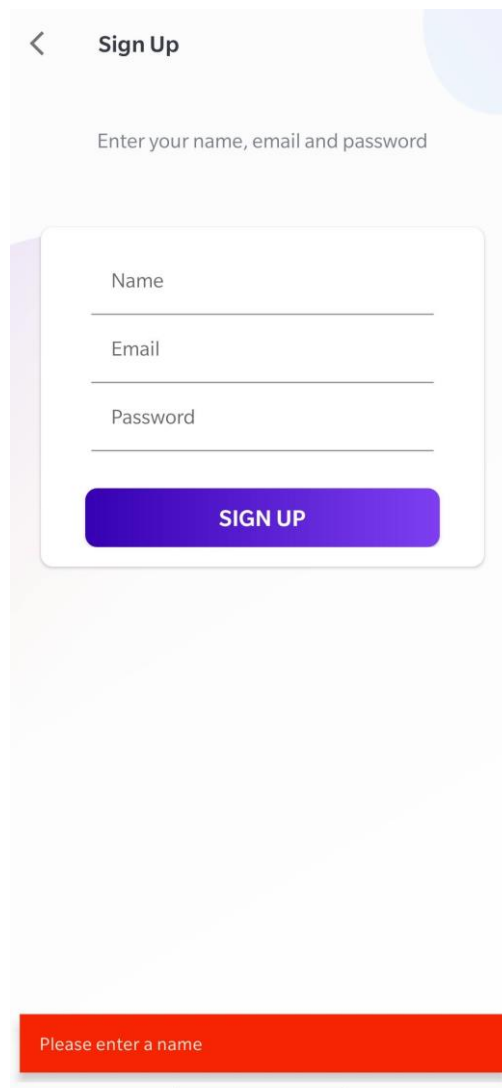 Sign Up
Enter your name, email and password
Name
Email
Password
SIGN UP
Please enter a name